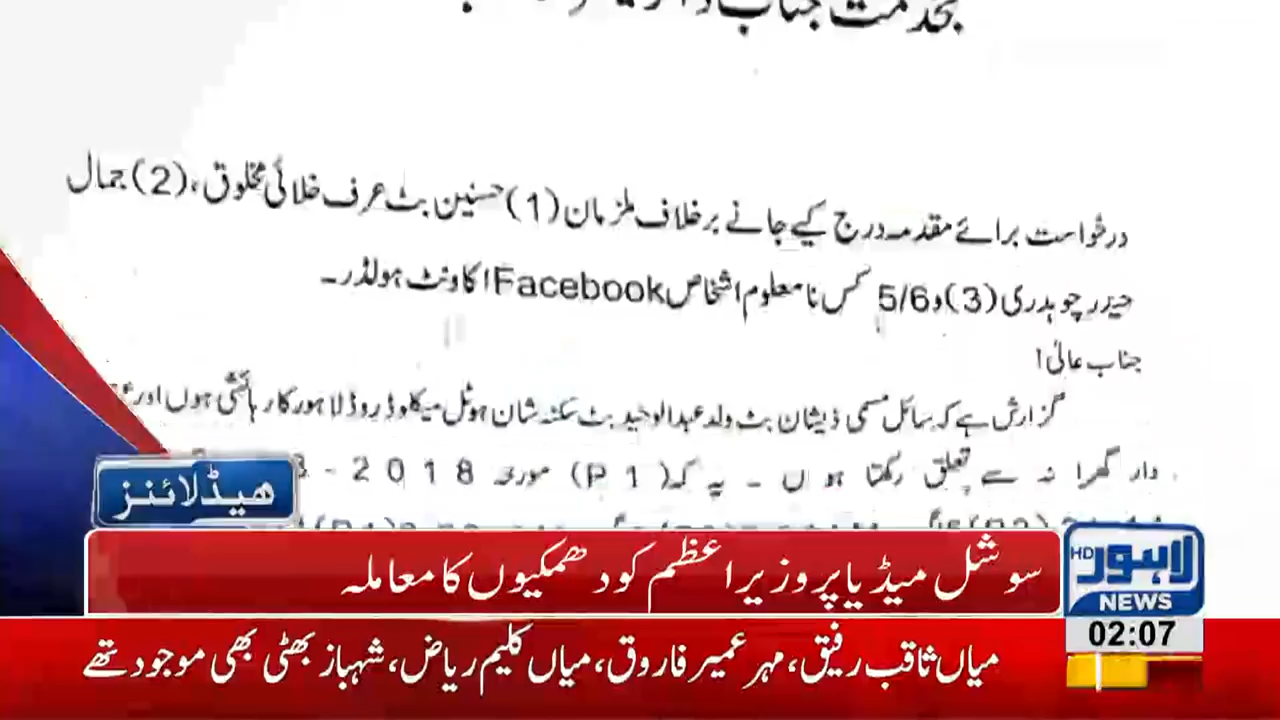 بخدمت جناب
درخواست برائے مقدمہ درج کیے جانے برخلاف ملزمان (1) حسنین بٹ عرف خلائی مخلوق، (2) جمال
حیدر چوہدری (3) و 5/6 کس نامعلوم اشخاص Facebook اکاونٹ ہولڈر۔
جناب عالی!
گزارش ہے کہ سائل مسمی ذیشان بٹ ولد عبدالوحید بٹ سکنہ شان ہوٹل میکلوڈ روڈ لاہور کا رہائشی ہوں اور
دار گھرانہ سے تعلق رکھتا ہوں۔ یہ کہ (P 1) مورخہ 2018 -
ہیڈلائنز
سوشل میڈیا پر وزیراعظم کو دھمکیوں کا معاملہ
لاہور HD
NEWS
02:07
میاں ثاقب رفیق، مہر عمیر فاروق، میاں کلیم ریاض، شہباز بھٹی بھی موجود تھے